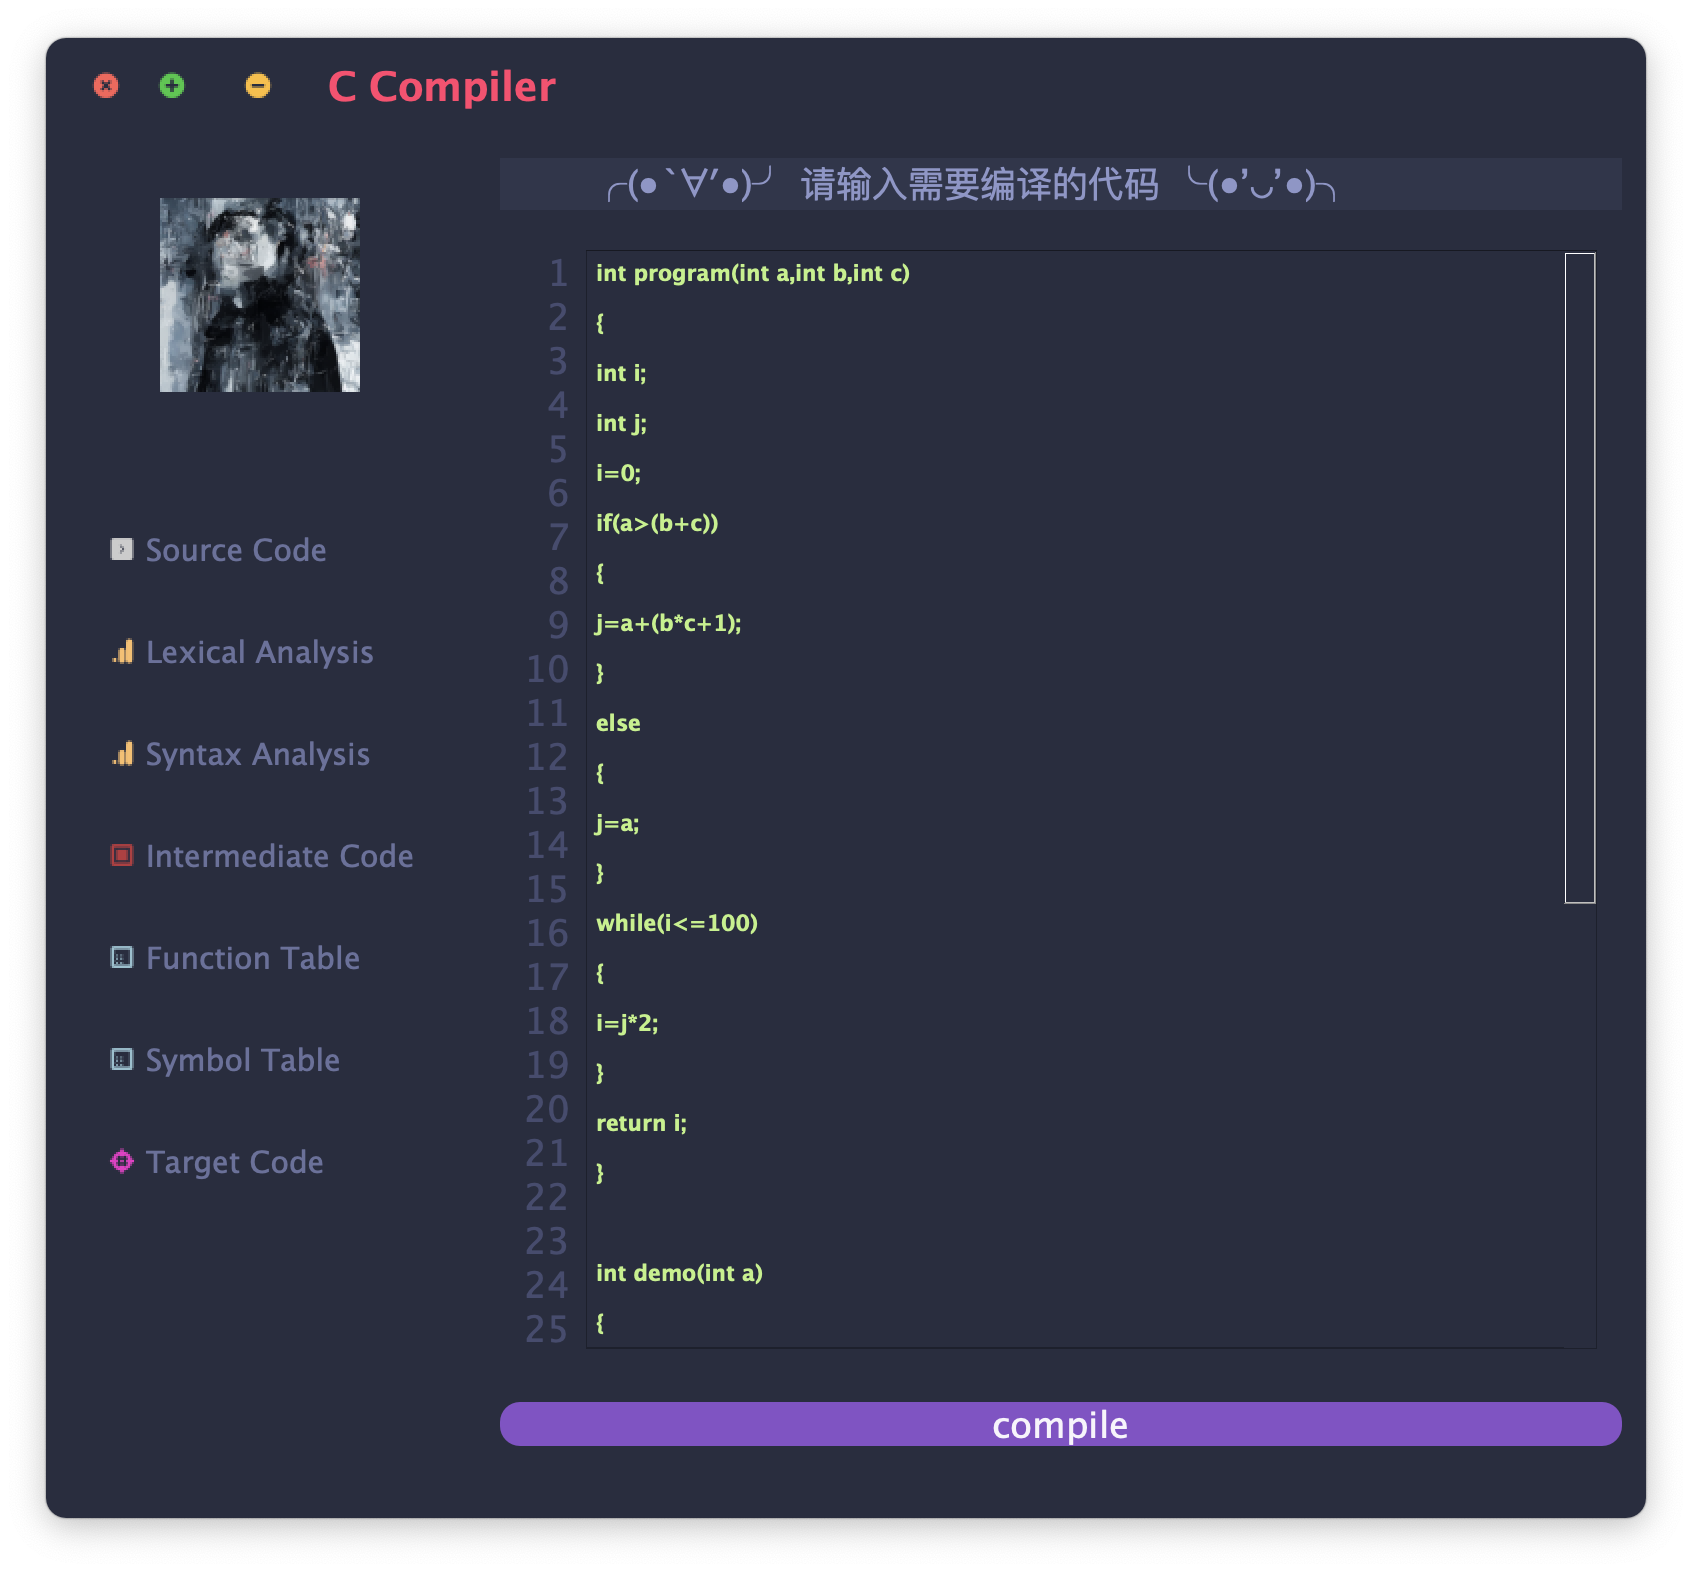 C Compiler
╭(●`∀′●)╯ 请输入需要编译的代码 ╰(●’◡’●)╮
Source Code
Lexical Analysis
Syntax Analysis
Intermediate Code
Function Table
Symbol Table
Target Code
1
2
3
4
5
6
7
8
9
10
11
12
13
14
15
16
17
18
19
20
21
22
23
24
25
int program(int a,int b,int c)
{
int i;
int j;
i=0;
if(a>(b+c))
{
j=a+(b*c+1);
}
else
{
j=a;
}
while(i<=100)
{
i=j*2;
}
return i;
}
int demo(int a)
{
compile